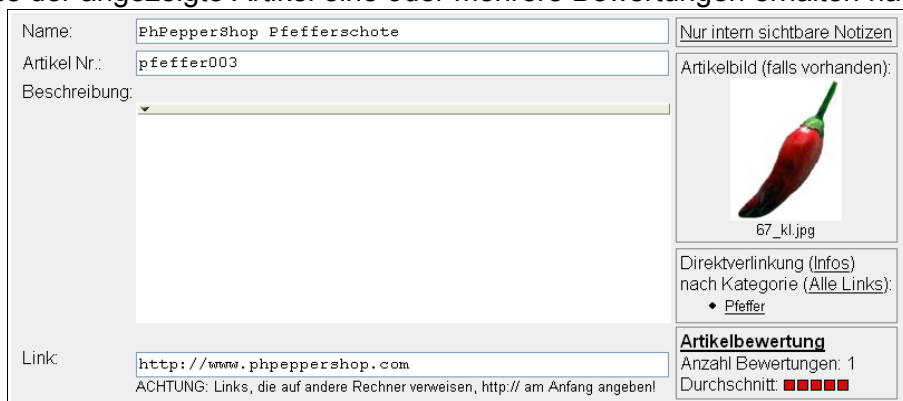 Name: PhPepperShop Pfefferschote
Artikel Nr.: pfeffer003
Beschreibung:
Link: http://www.phpeppershop.com
ACHTUNG: Links, die auf andere Rechner verweisen, http:// am Anfang angeben!
Nur intern sichtbare Notizen
Artikelbild (falls vorhanden):
67_kl.jpg
Direktverlinkung (Infos)
nach Kategorie (Alle Links):
Pfeffer
Artikelbewertung
Anzahl Bewertungen: 1
Durchschnitt: